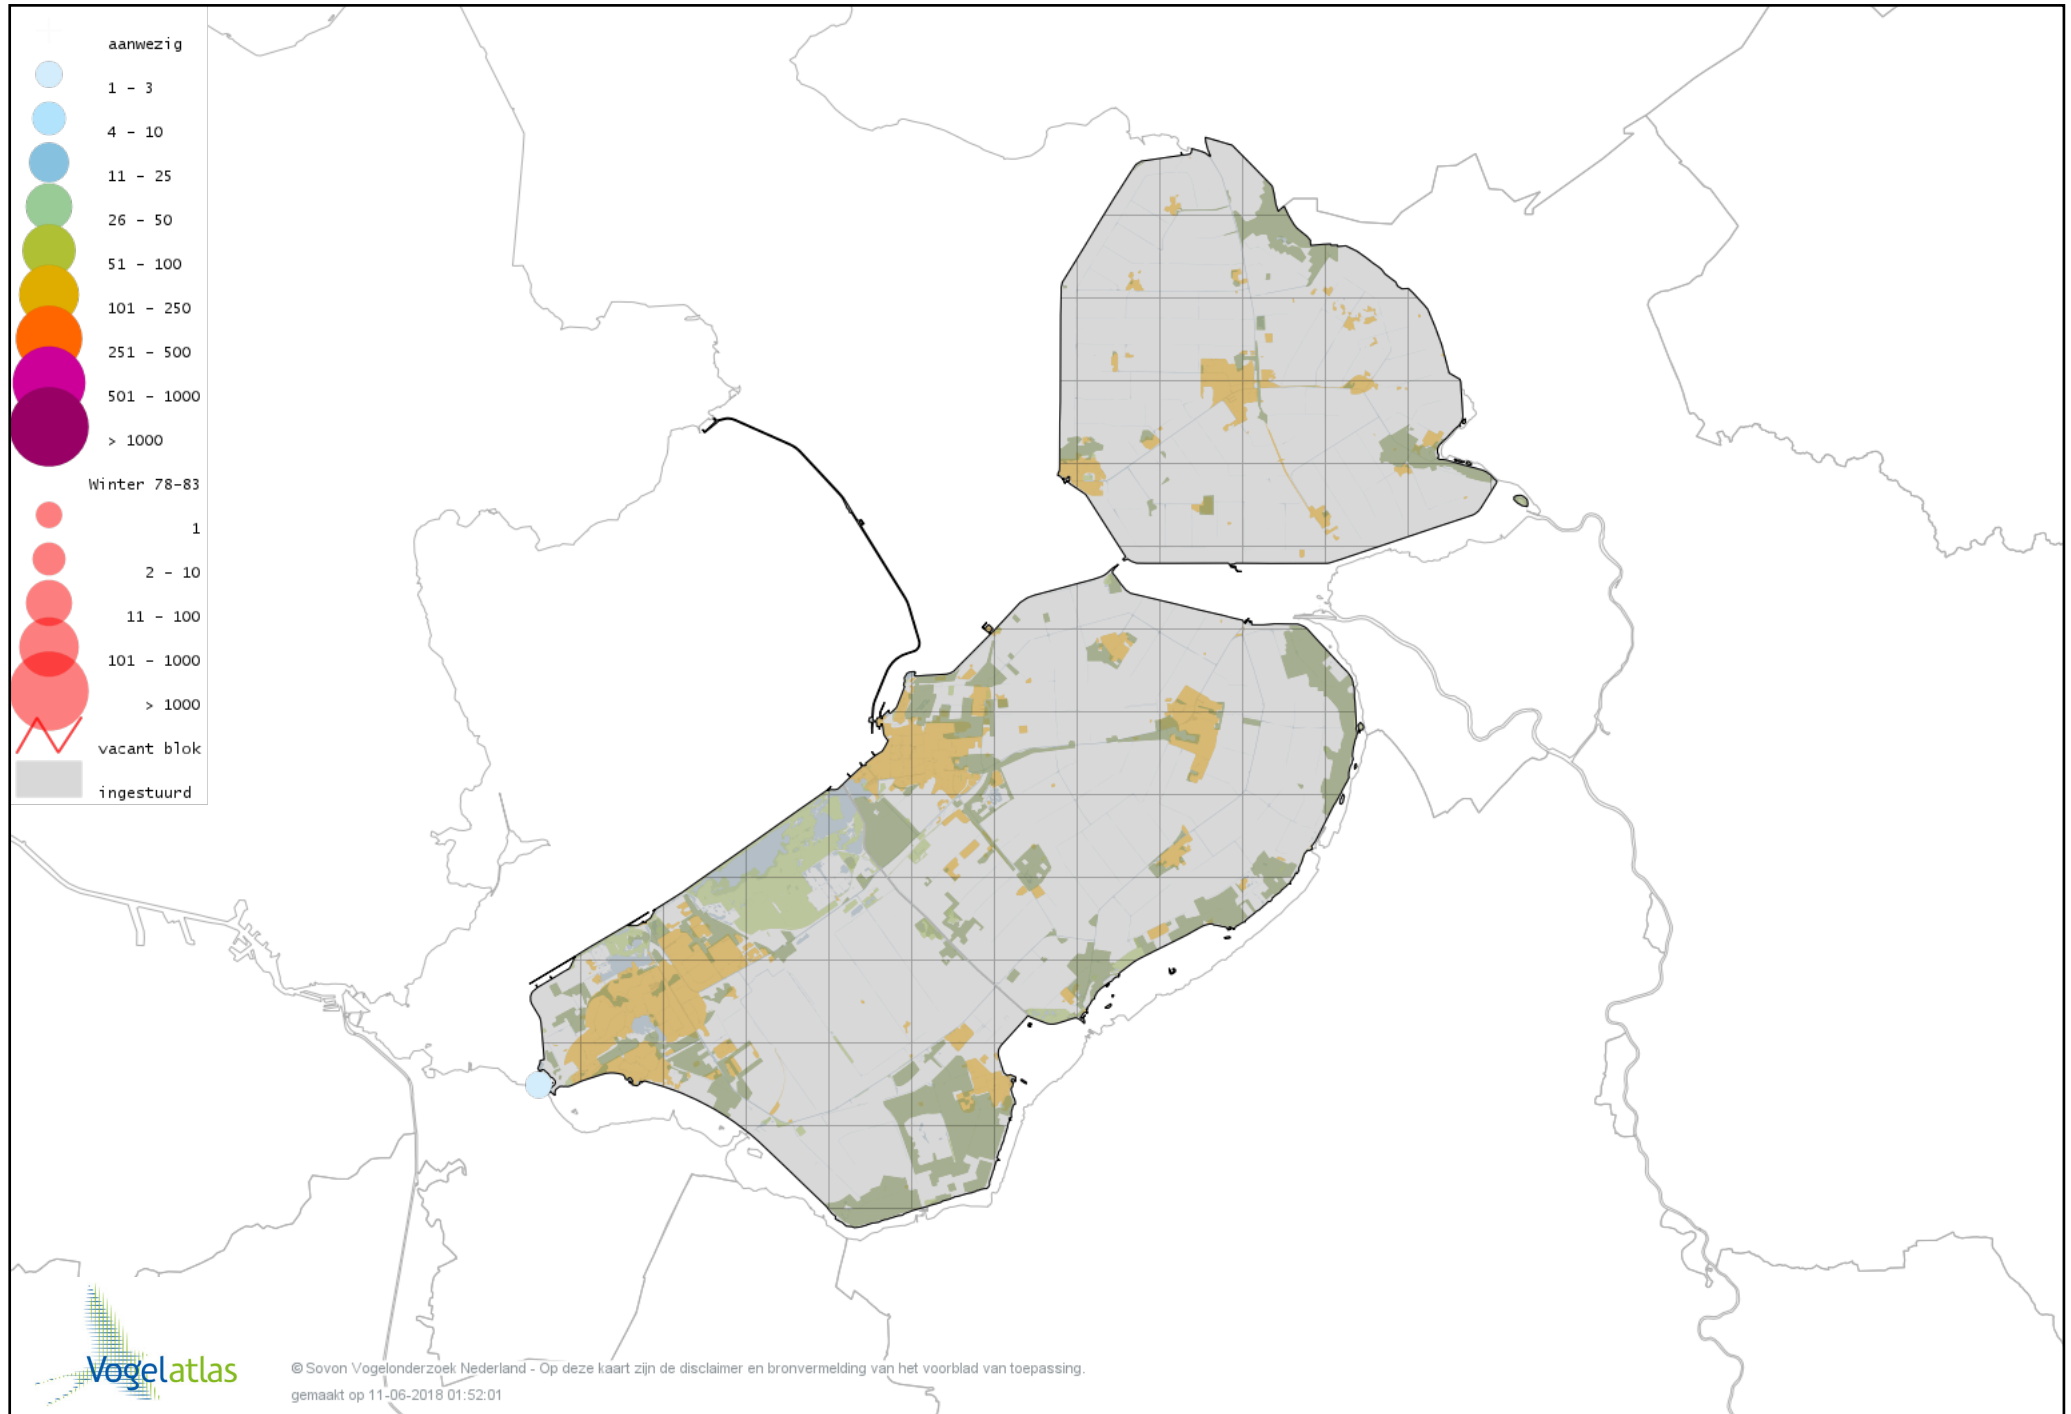 aanwezig
1 - 3
4 - 10
11 - 25
26 - 50
51 - 100
101 - 250
251 - 500
501 - 1000
> 1000
Winter 78-83
1
2 - 10
11 - 100
101 - 1000
> 1000
vacant blok
ingestuurd
Vogelatlas
© Sovon Vogelonderzoek Nederland - Op deze kaart zijn de disclaimer en bronvermelding van het voorblad van toepassing.
gemaakt op 11-06-2018 01:52:01